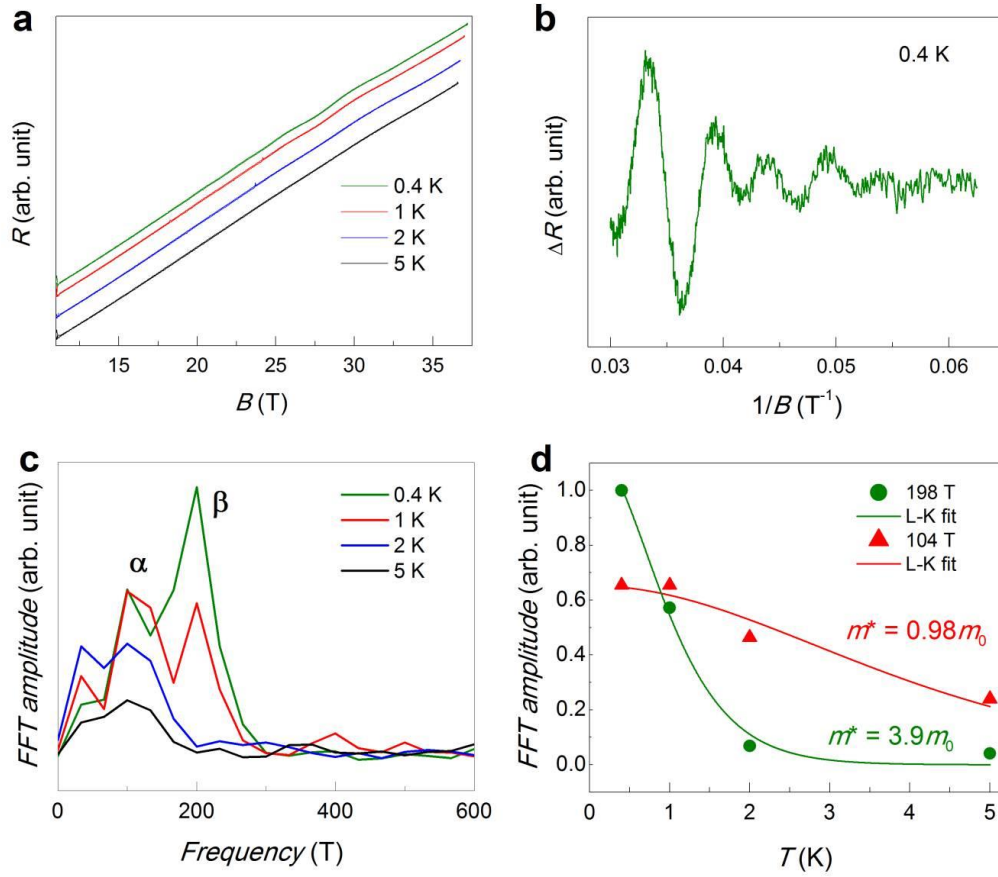 a
R (arb. unit)
0.4 K
1 K
2 K
5 K
15 20 25 30 35
B (T)
b
0.4 K
ΔR (arb. unit)
0.03 0.04 0.05 0.06
1/B (T⁻¹)
c
FFT amplitude (arb. unit)
α
β
0.4 K
1 K
2 K
5 K
0 200 400 600
Frequency (T)
d
FFT amplitude (arb. unit)
1.0
0.8
0.6
0.4
0.2
0.0
198 T
L-K fit
104 T
L-K fit
m* = 0.98m₀
m* = 3.9m₀
0 1 2 3 4 5
T (K)